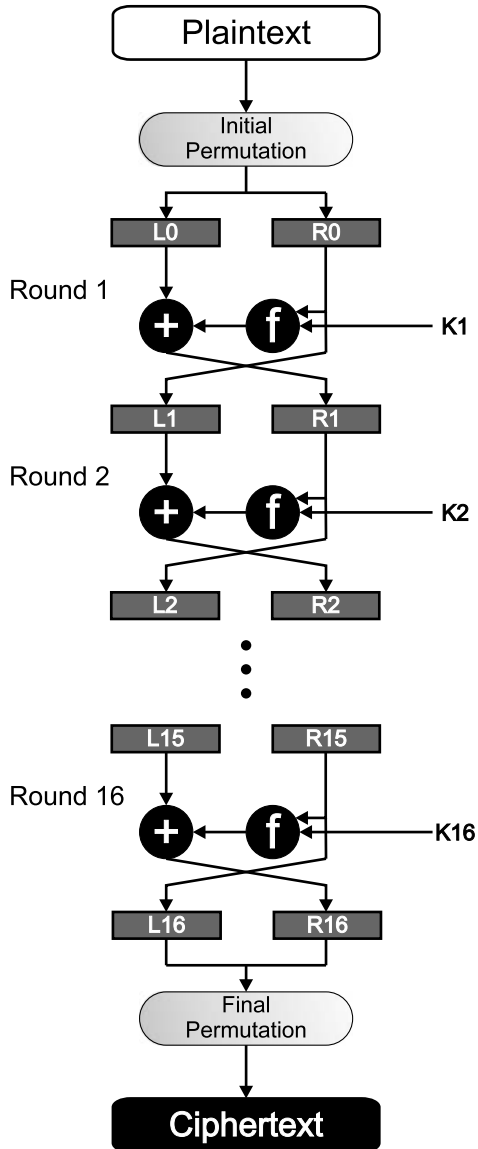 Plaintext
Initial
Permutation
L0
R0
Round 1
+
f
K1
L1
R1
Round 2
+
f
K2
L2
R2
L15
R15
Round 16
+
f
K16
L16
R16
Final
Permutation
Ciphertext